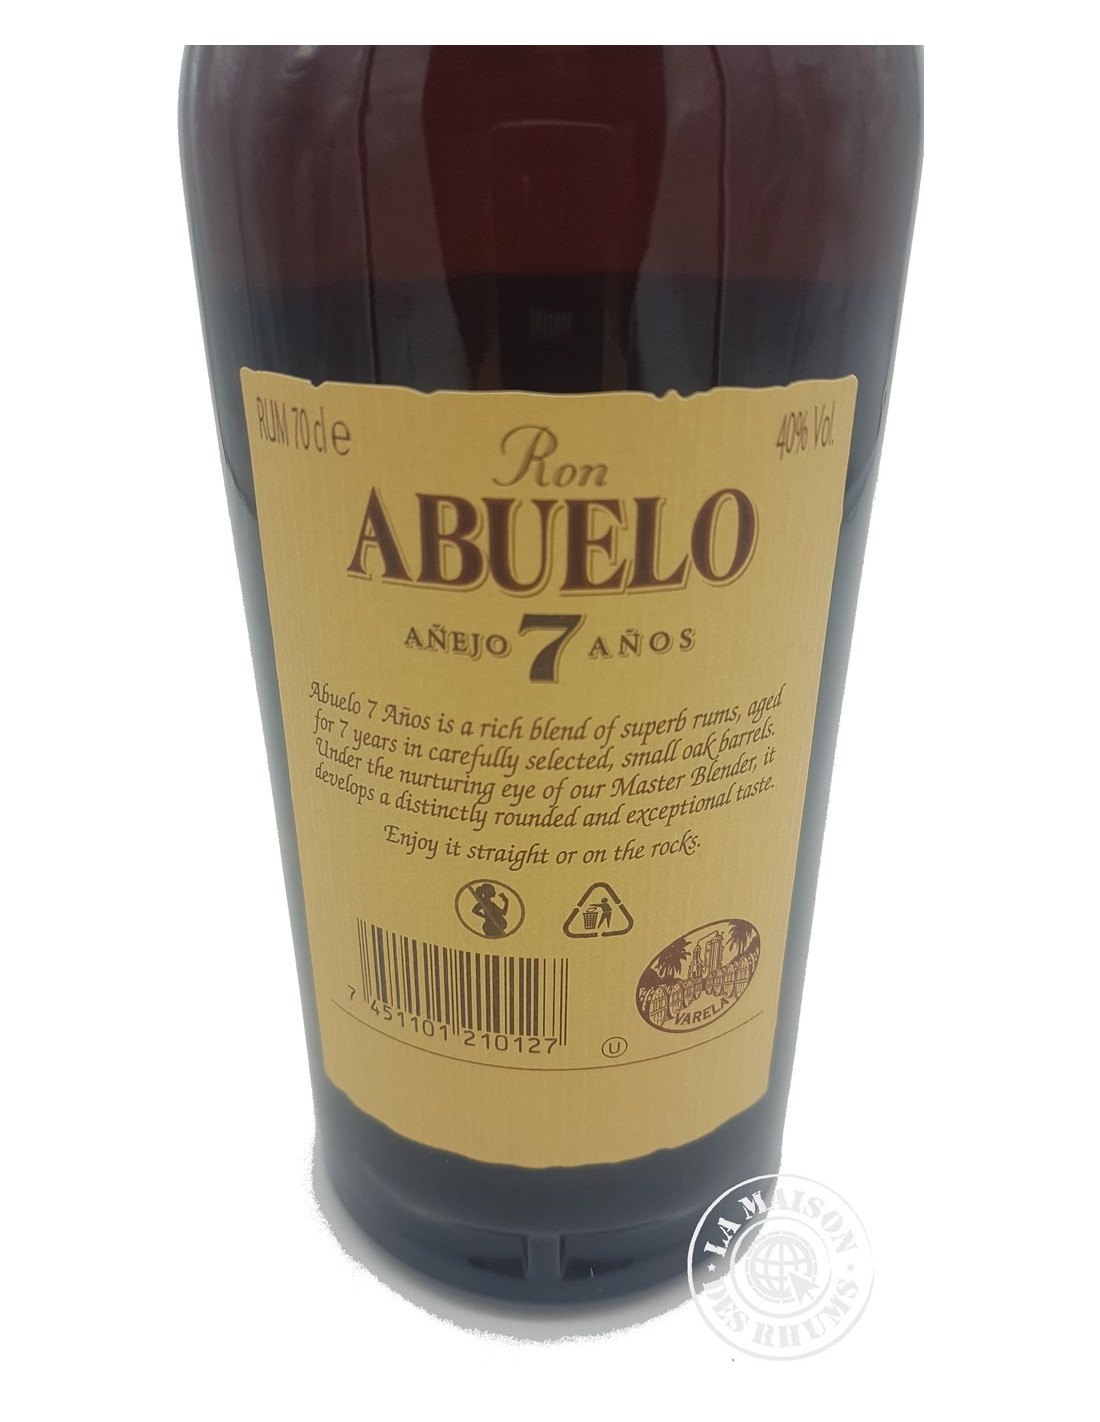 RUM 70 cl e
40% Vol.
Ron
ABUELO
AÑEJO 7 AÑOS
Abuelo 7 Años is a rich blend of superb rums, aged
for 7 years in carefully selected, small oak barrels.
Under the nurturing eye of our Master Blender, it
develops a distinctly rounded and exceptional taste.
Enjoy it straight or on the rocks.
VARELA
7 451101 210127
U
LA MAISON
DES RHUMS